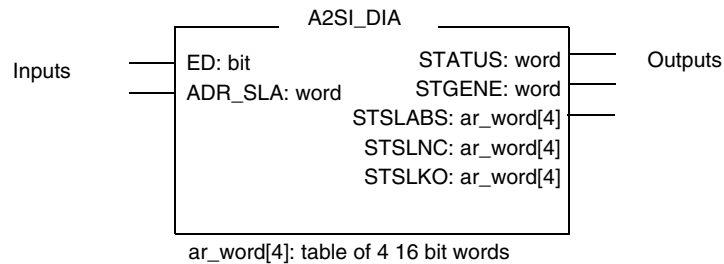 A2SI_DIA
Inputs
ED: bit
ADR_SLA: word
STATUS: word
STGENE: word
STSLABS: ar_word[4]
STSLNC: ar_word[4]
STSLKO: ar_word[4]
Outputs
ar_word[4]: table of 4 16 bit words